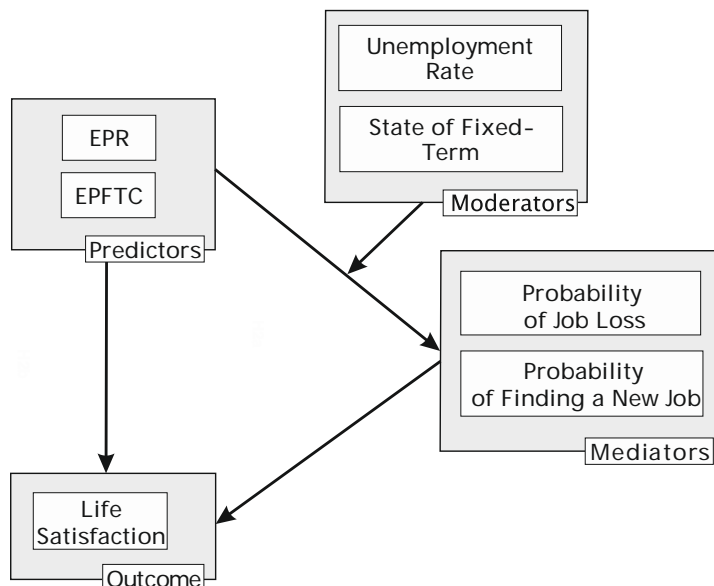 Unemployment
Rate
State of Fixed-
Term
Moderators
EPR
EPFTC
Predictors
Probability
of Job Loss
Probability
of Finding a New Job
Mediators
Life
Satisfaction
Outcome